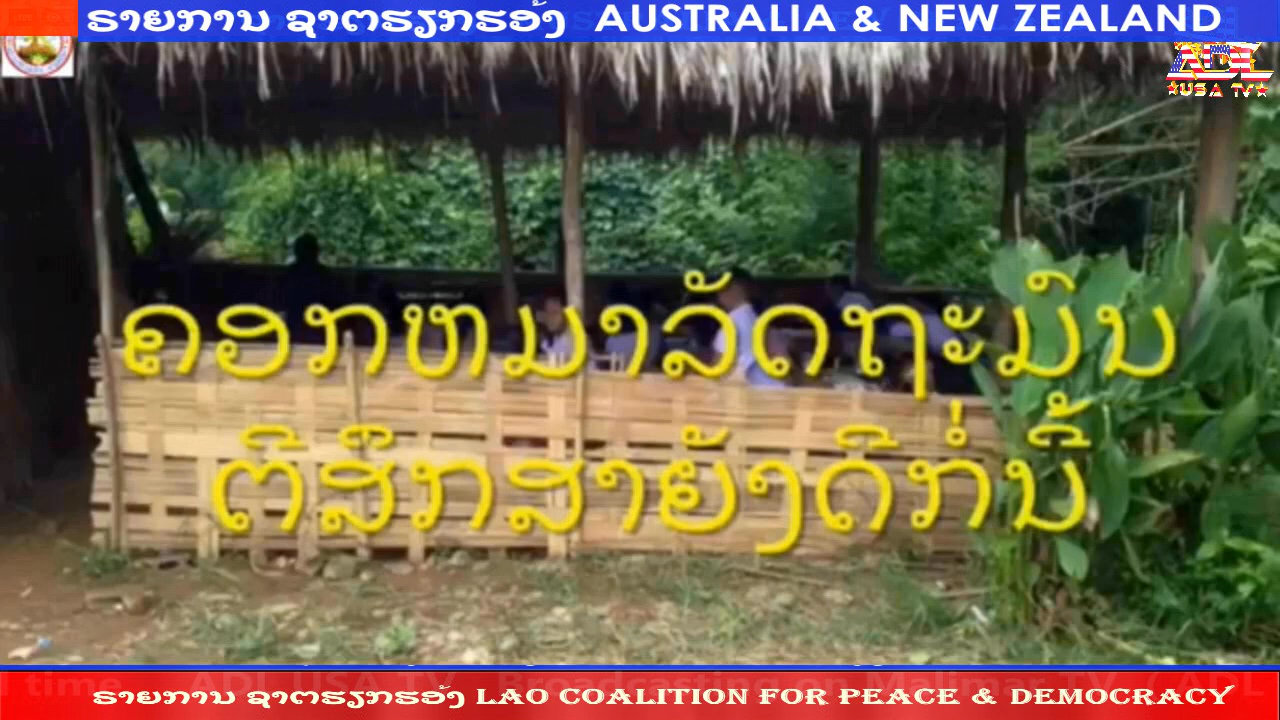 ຣາຍການ ຊາຕຮຽກຮອ້ງ AUSTRALIA & NEW ZEALAND
ADL
USA TV
ຄອກຫມາລັດຖະມົນ
ຕີສຶກສາຍັງດີກ່ນີ້
ຣາຍການ ຊາຕຮຽກຮອ້ງ LAO COALITION FOR PEACE & DEMOCRACY